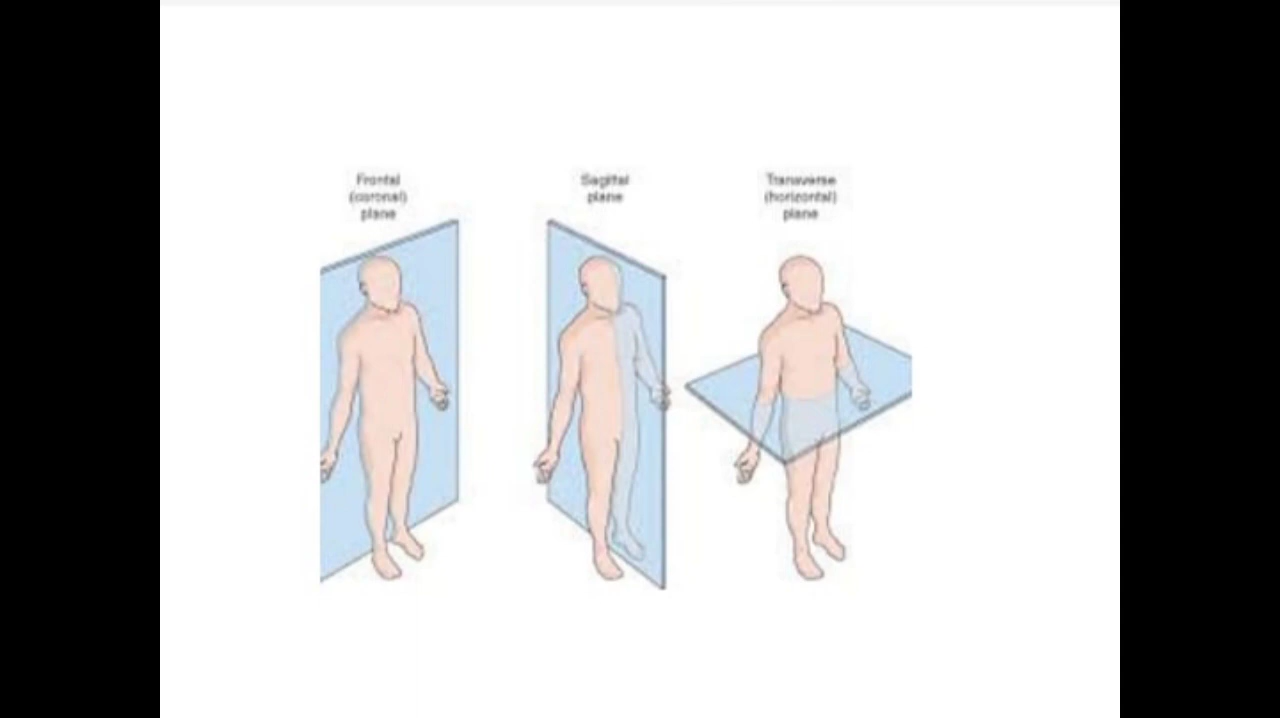 Frontal
(coronal)
plane
Sagittal
plane
Transverse
(horizontal)
plane